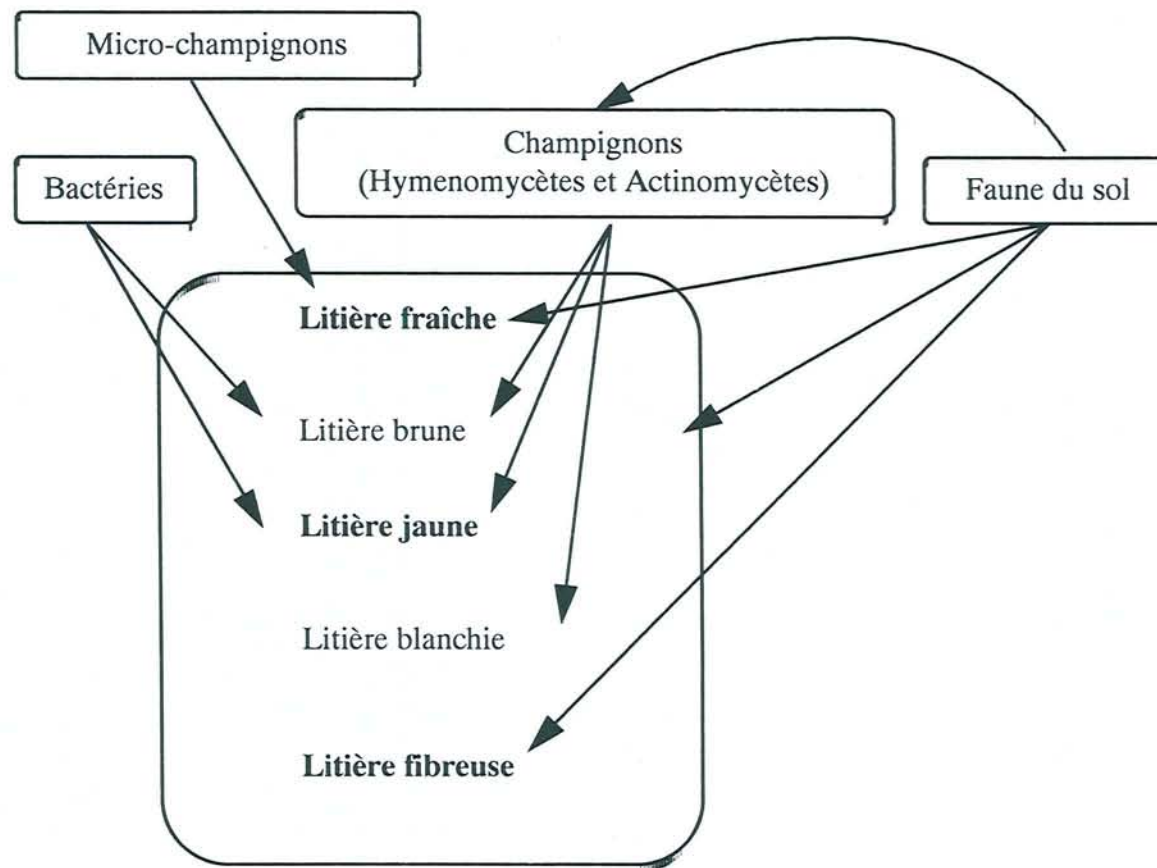 Micro-champignons
Champignons
(Hymenomycètes et Actinomycètes)
Bactéries
Faune du sol
Litière fraîche
Litière brune
Litière jaune
Litière blanchie
Litière fibreuse